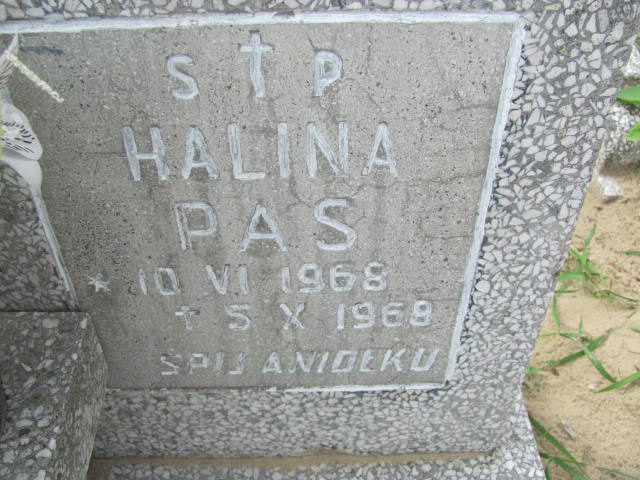 S † P
HALINA
PAS
* 10 VI 1968
† 5 X 1968
ŚPIJ ANIOŁKU